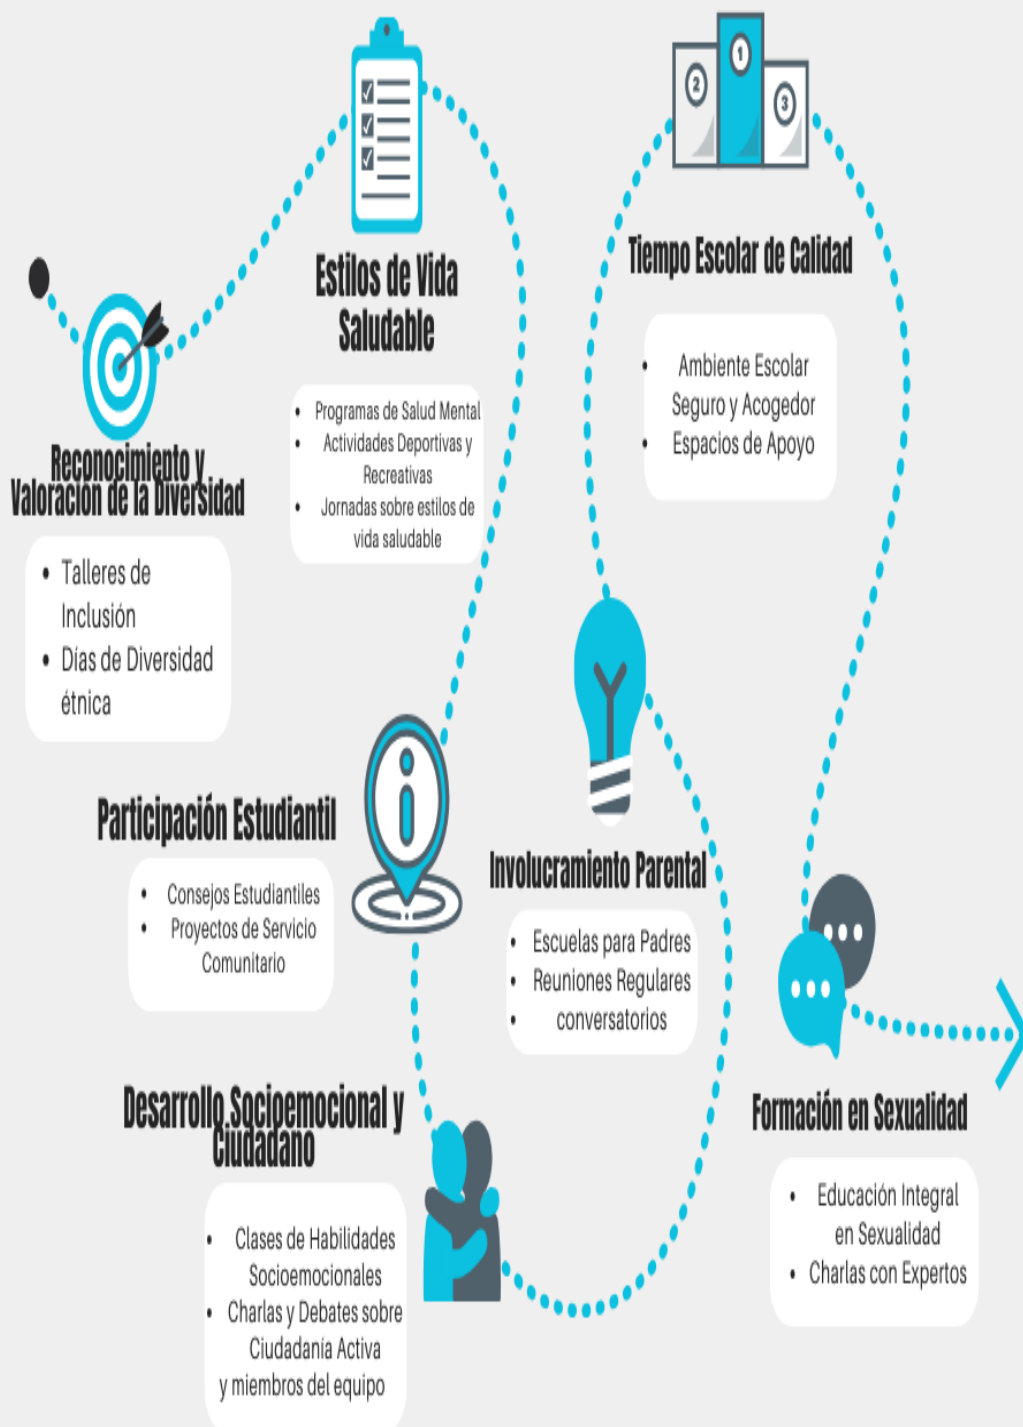 Reconocimiento y
Valoración de la Diversidad
• Talleres de
Inclusión
• Días de Diversidad
étnica
Estilos de Vida
Saludable
• Programas de Salud Mental
• Actividades Deportivas y
Recreativas
• Jornadas sobre estilos de
vida saludable
Participación Estudiantil
• Consejos Estudiantiles
• Proyectos de Servicio
Comunitario
Desarrollo Socioemocional y
Ciudadano
• Clases de Habilidades
Socioemocionales
• Charlas y Debates sobre
Ciudadanía Activa
y miembros del equipo
Involucramiento Parental
• Escuelas para Padres
• Reuniones Regulares
• conversatorios
2
1
3
Tiempo Escolar de Calidad
• Ambiente Escolar
Seguro y Acogedor
• Espacios de Apoyo
Formación en Sexualidad
• Educación Integral
en Sexualidad
• Charlas con Expertos